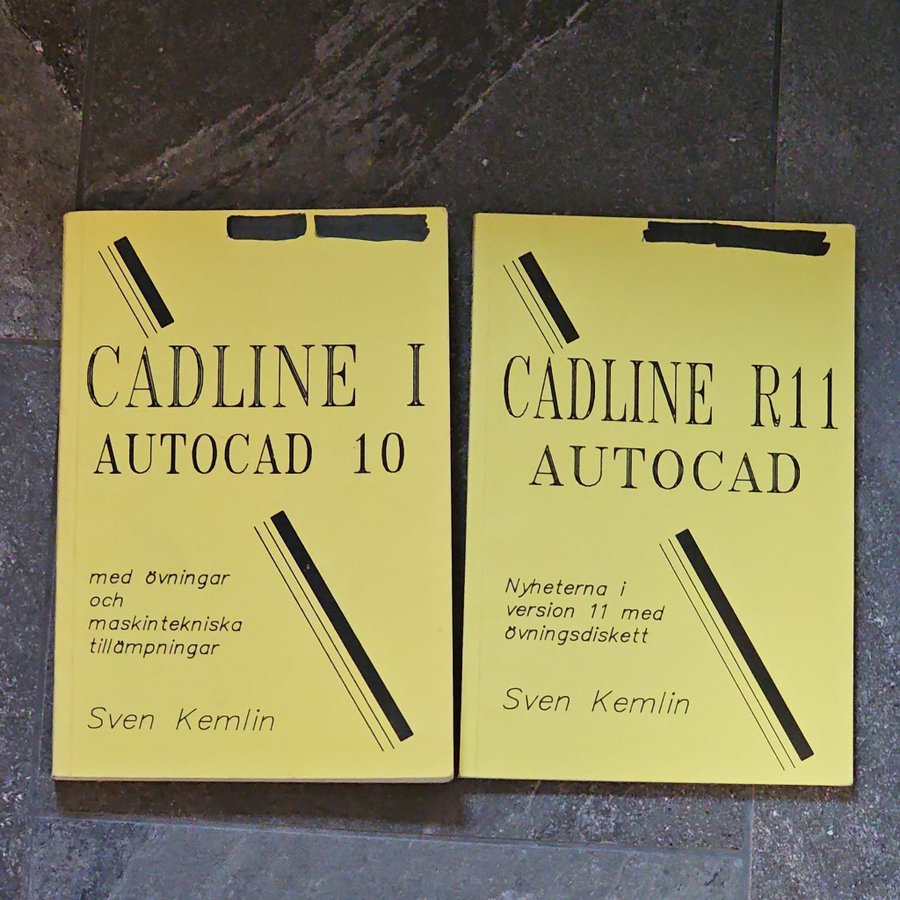 CADLINE I
AUTOCAD 10
med övningar
och
maskintekniska
tillämpningar
Sven Kemlin
CADLINE R11
AUTOCAD
Nyheterna i
version 11 med
övningsdiskett
Sven Kemlin